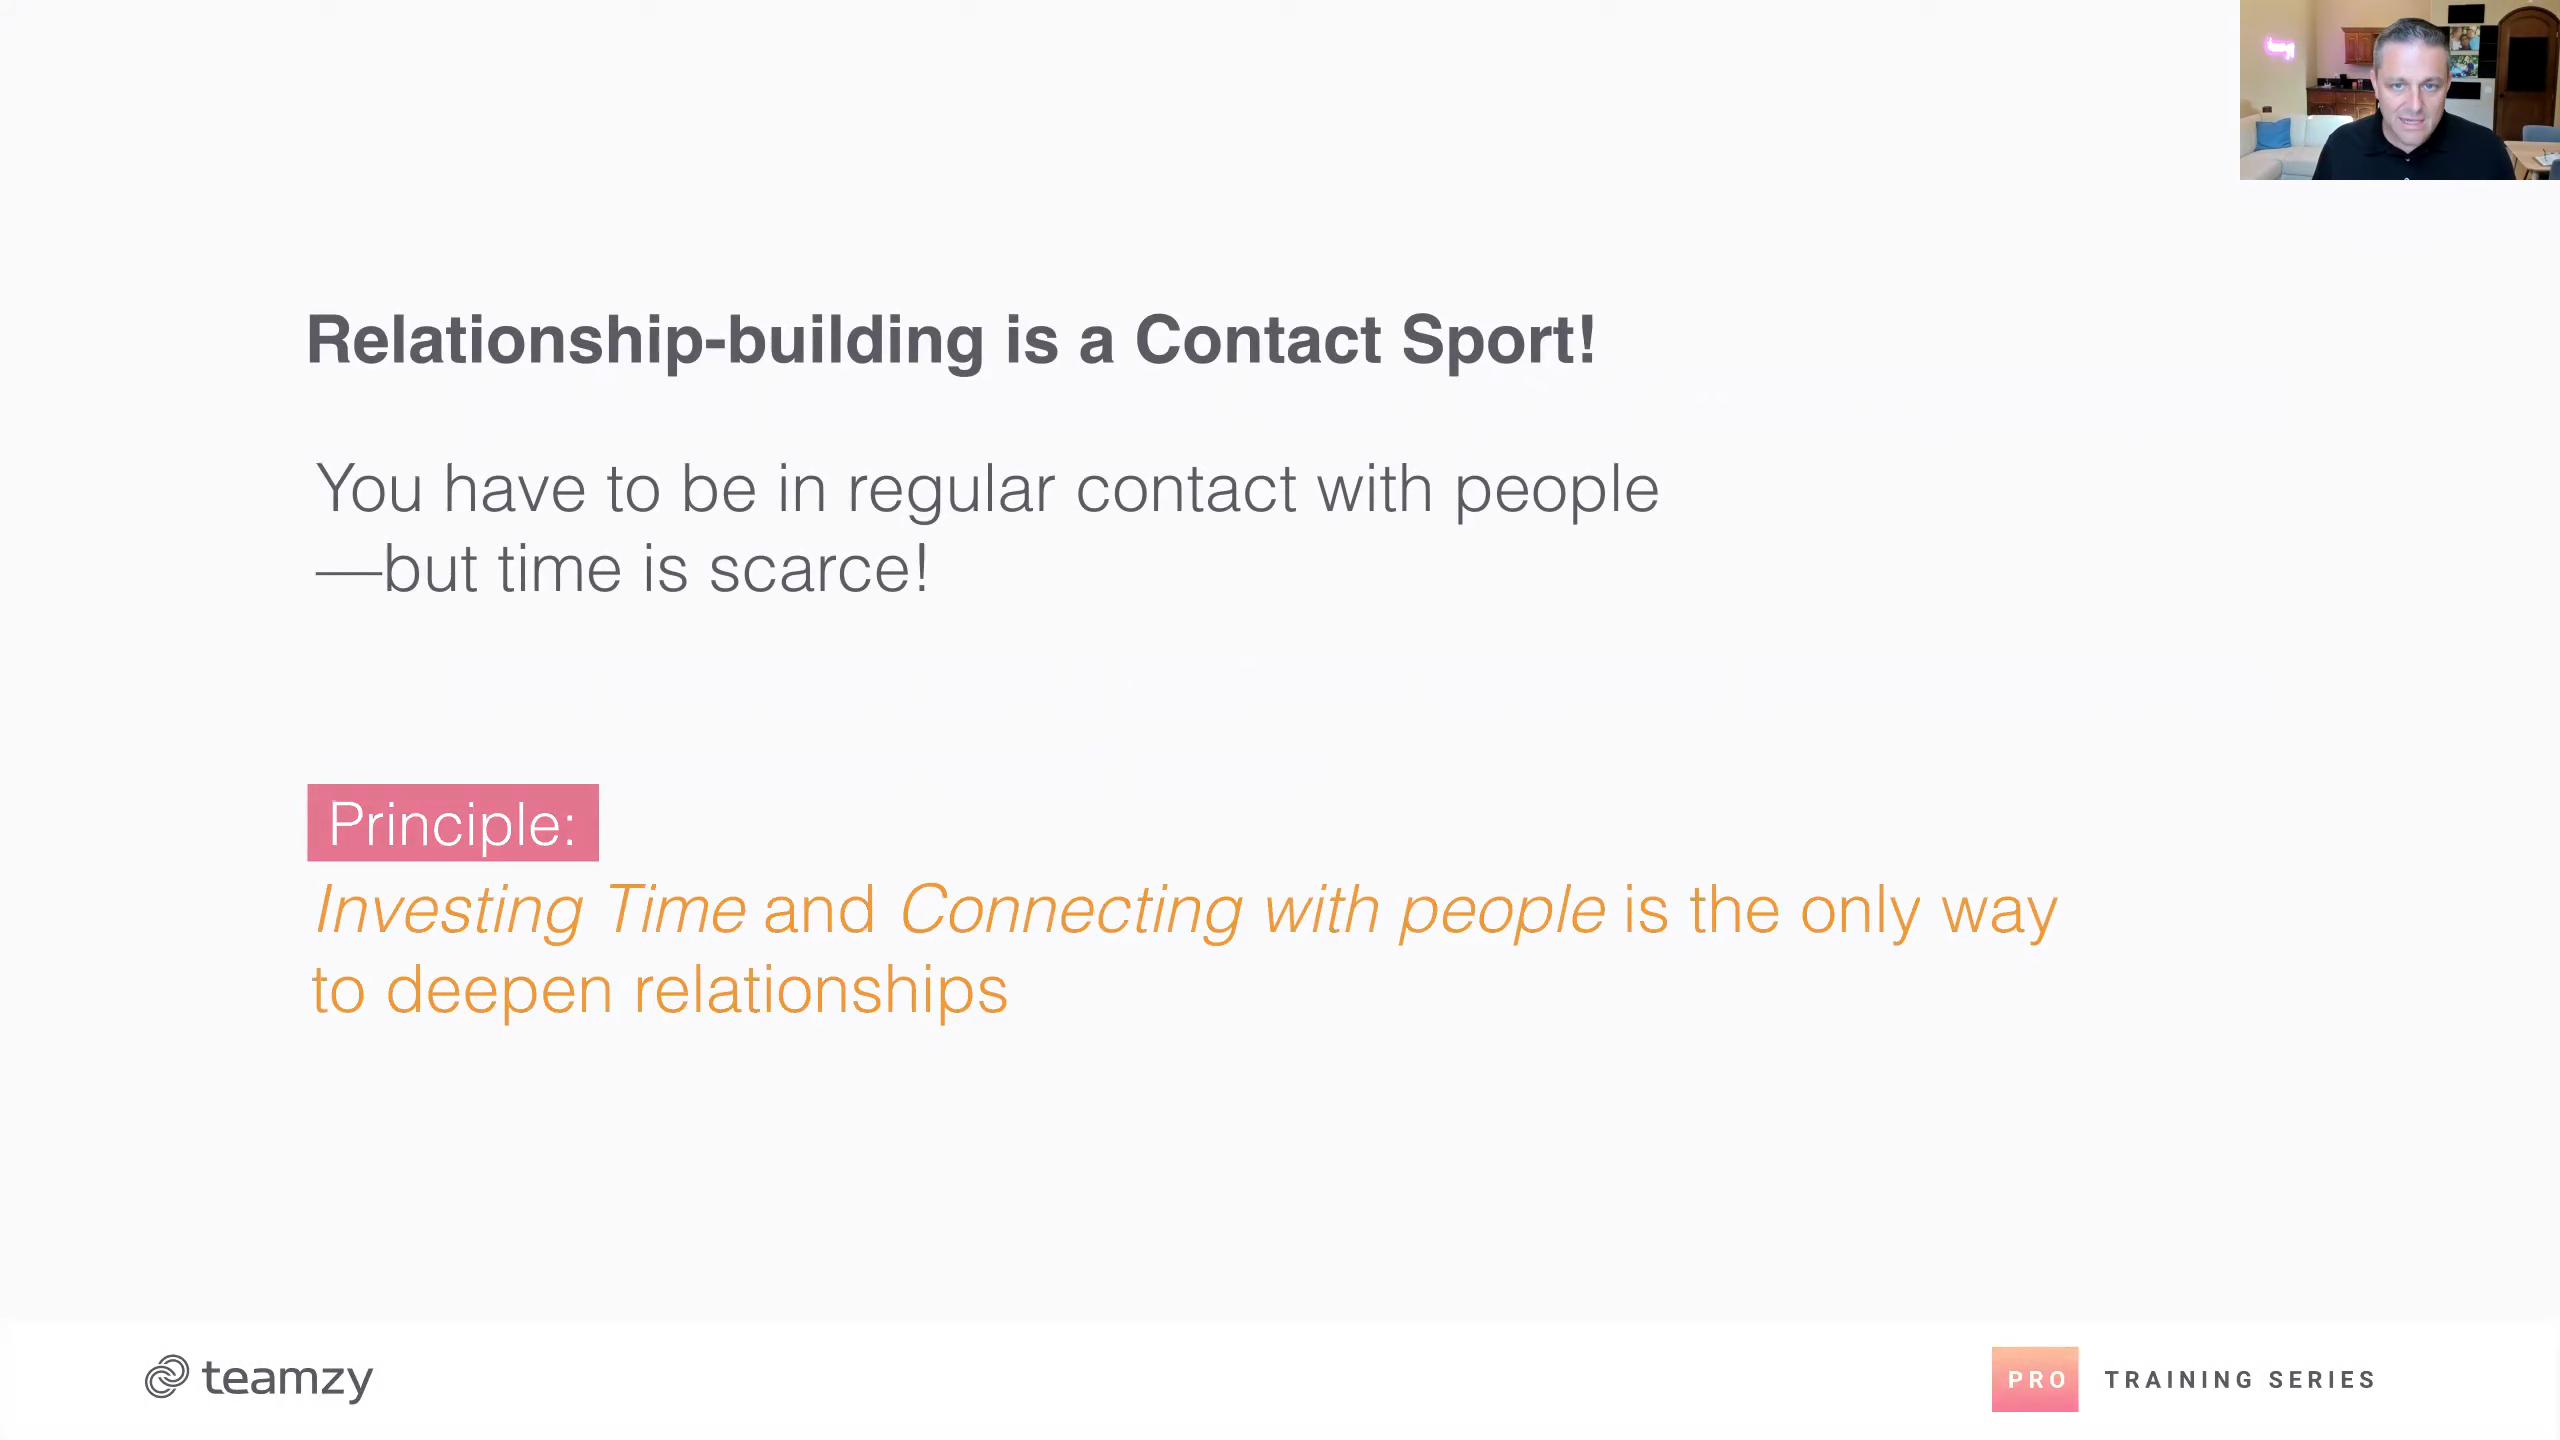 Relationship-building is a Contact Sport!
You have to be in regular contact with people
—but time is scarce!
Principle:
Investing Time and Connecting with people is the only way
to deepen relationships
teamzy
PRO TRAINING SERIES